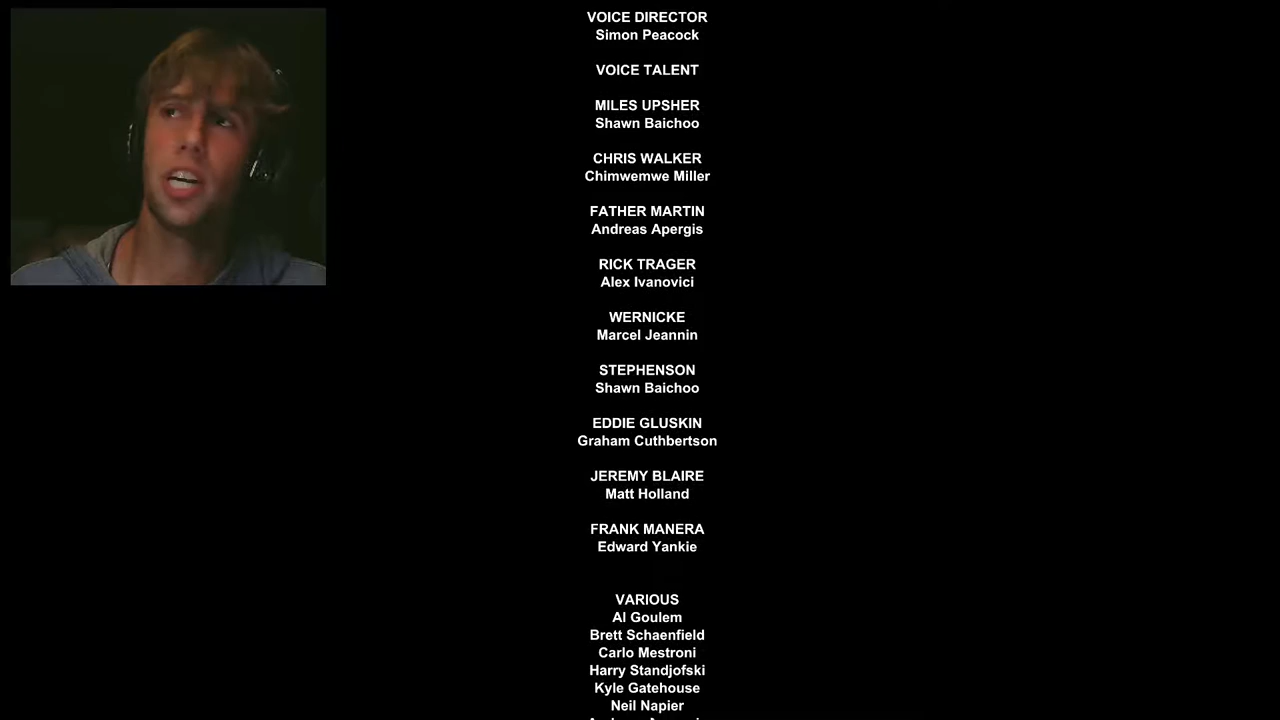 VOICE DIRECTOR
Simon Peacock
VOICE TALENT
MILES UPSHER
Shawn Baichoo
CHRIS WALKER
Chimwemwe Miller
FATHER MARTIN
Andreas Apergis
RICK TRAGER
Alex Ivanovici
WERNICKE
Marcel Jeannin
STEPHENSON
Shawn Baichoo
EDDIE GLUSKIN
Graham Cuthbertson
JEREMY BLAIRE
Matt Holland
FRANK MANERA
Edward Yankie
VARIOUS
Al Goulem
Brett Schaenfield
Carlo Mestroni
Harry Standjofski
Kyle Gatehouse
Neil Napier